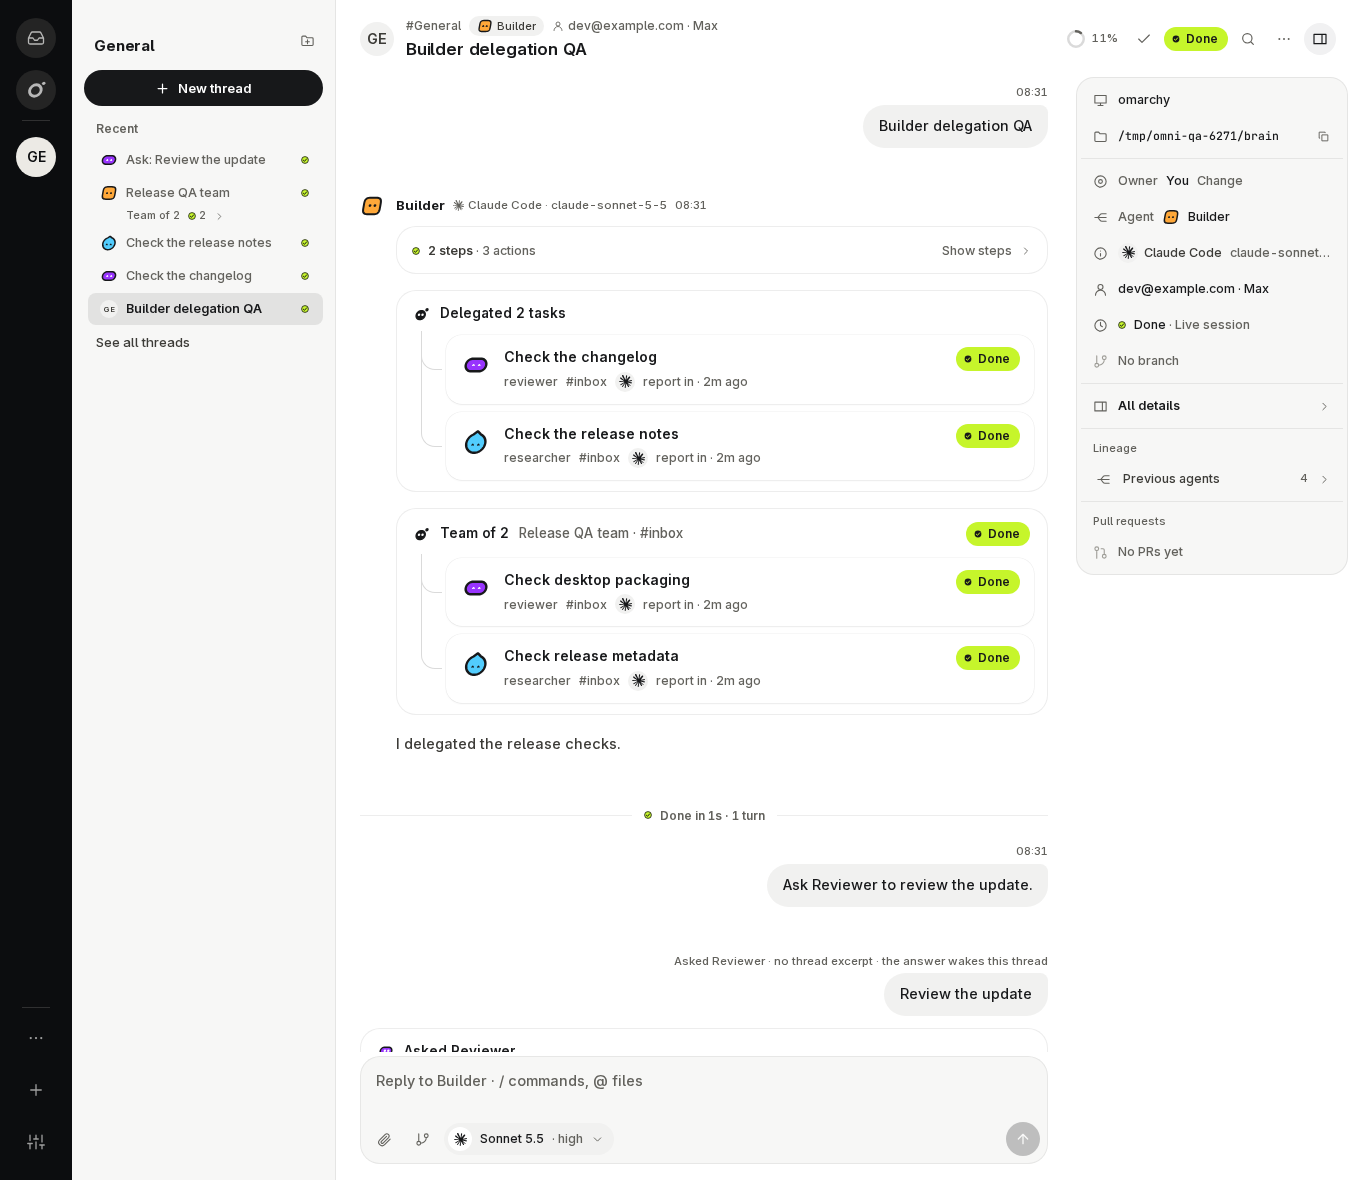 GE
General
New thread
Recent
Ask: Review the update
Release QA team
Team of 2 2
Check the release notes
Check the changelog
GE Builder delegation QA
See all threads
GE
#General Builder dev@example.com · Max
Builder delegation QA
11% Done
08:31
Builder delegation QA
Builder Claude Code · claude-sonnet-5-5 08:31
2 steps · 3 actions Show steps
Delegated 2 tasks
Check the changelog Done
reviewer #inbox report in · 2m ago
Check the release notes Done
researcher #inbox report in · 2m ago
Team of 2 Release QA team · #inbox Done
Check desktop packaging Done
reviewer #inbox report in · 2m ago
Check release metadata Done
researcher #inbox report in · 2m ago
I delegated the release checks.
Done in 1s · 1 turn
08:31
Ask Reviewer to review the update.
Asked Reviewer · no thread excerpt · the answer wakes this thread
Review the update
Asked Reviewer
Reply to Builder · / commands, @ files
Sonnet 5.5 · high
omarchy
/tmp/omni-qa-6271/brain
Owner You Change
Agent Builder
Claude Code claude-sonnet...
dev@example.com · Max
Done · Live session
No branch
All details
Lineage
Previous agents 4
Pull requests
No PRs yet